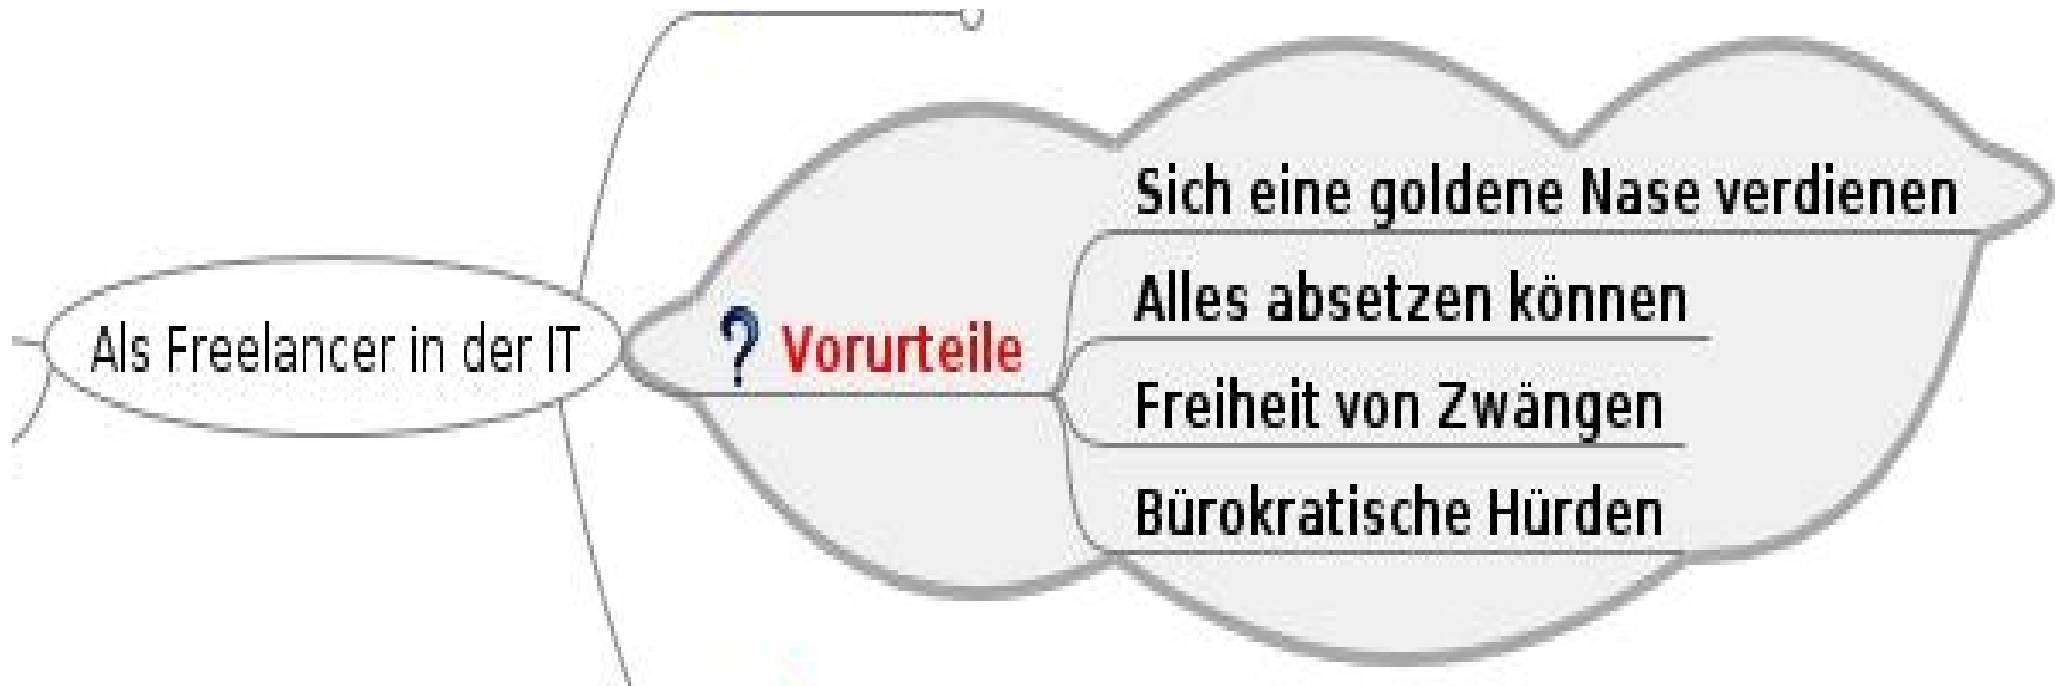 Als Freelancer in der IT
? Vorurteile
Sich eine goldene Nase verdienen
Alles absetzen können
Freiheit von Zwängen
Bürokratische Hürden